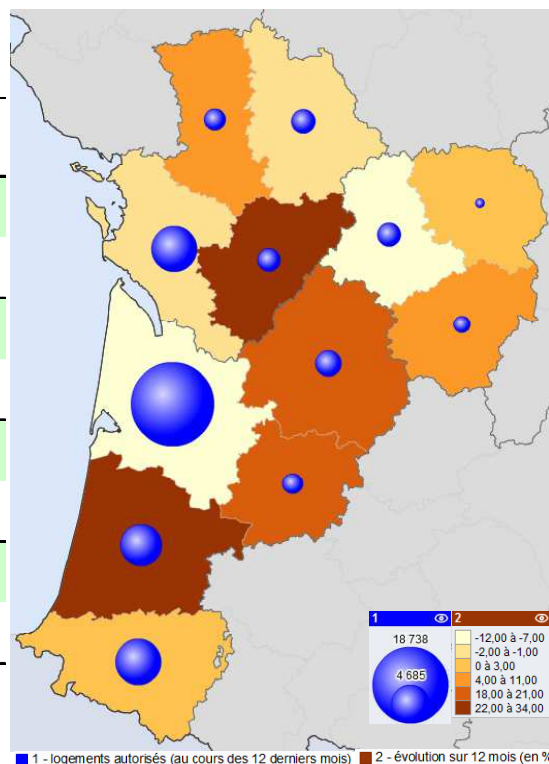 1 2
18 738
4 685
-12,00 à -7,00
-2,00 à -1,00
0 à 3,00
4,00 à 11,00
18,00 à 21,00
22,00 à 34,00
1 - logements autorisés (au cours des 12 derniers mois) 2 - évolution sur 12 mois (en %